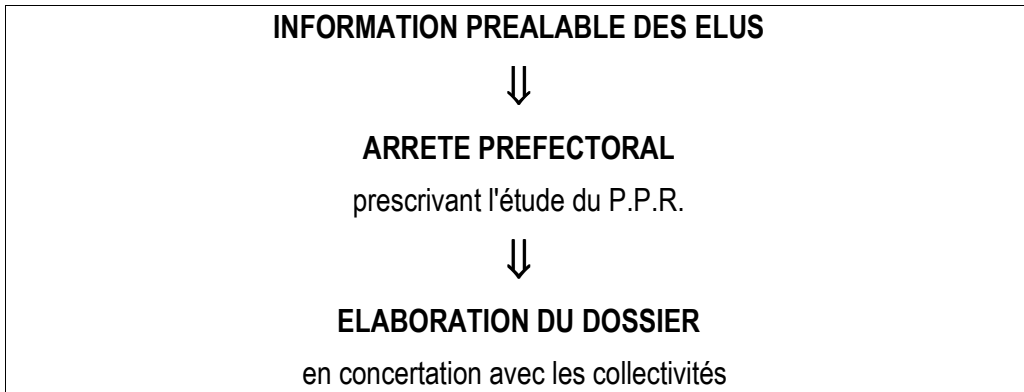 INFORMATION PREALABLE DES ELUS
⇓
ARRETE PREFECTORAL
prescrivant l'étude du P.P.R.
⇓
ELABORATION DU DOSSIER
en concertation avec les collectivités